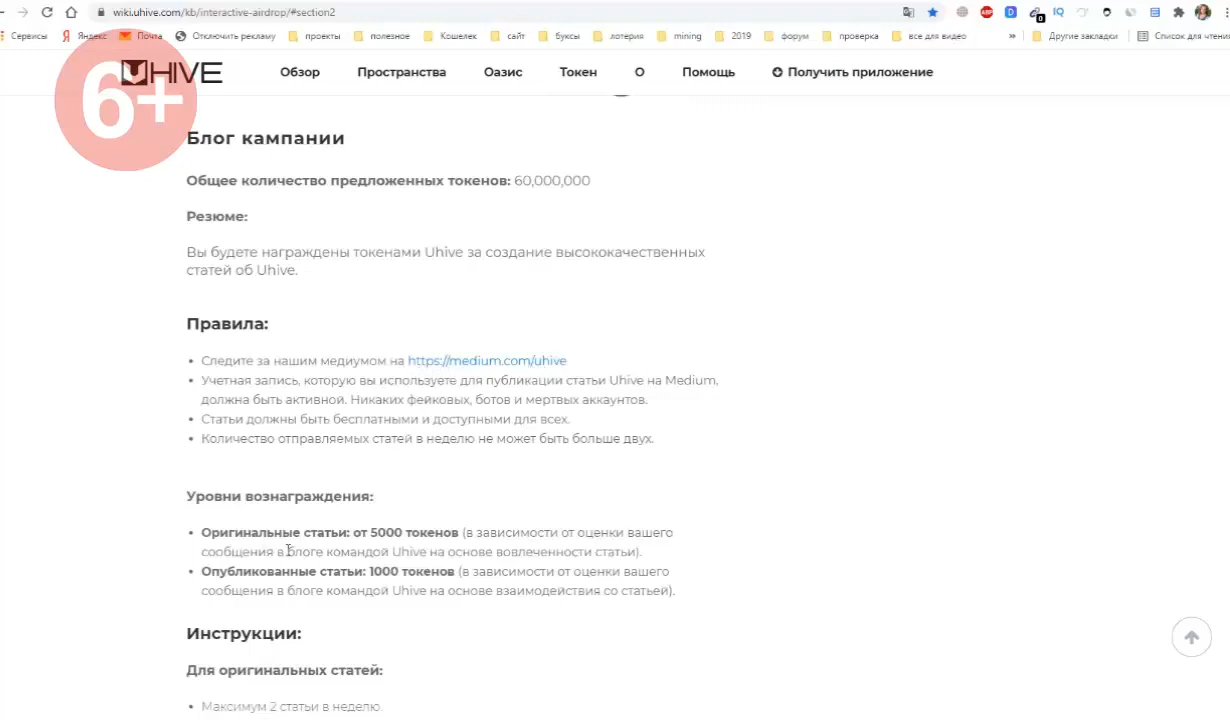 wiki.uhive.com/kb/interactive-airdrop/#section2
Сервисы Яндекс Почта Отключить рекламу проекты полезное Кошелек сайт буксы лотерия mining 2019 форум проверка все для видео » Другие закладки Список для чтения
6+
UHIVE Обзор Пространства Оазис Токен О Помощь Получить приложение
Блог кампании
Общее количество предложенных токенов: 60,000,000
Резюме:
Вы будете награждены токенами Uhive за создание высококачественных
статей об Uhive.
Правила:
• Следите за нашим медиумом на https://medium.com/uhive
• Учетная запись, которую вы используете для публикации статьи Uhive на Medium,
должна быть активной. Никаких фейковых, ботов и мертвых аккаунтов.
• Статьи должны быть бесплатными и доступными для всех.
• Количество отправляемых статей в неделю не может быть больше двух.
Уровни вознаграждения:
• Оригинальные статьи: от 5000 токенов (в зависимости от оценки вашего
сообщения в блоге командой Uhive на основе вовлеченности статьи).
• Опубликованные статьи: 1000 токенов (в зависимости от оценки вашего
сообщения в блоге командой Uhive на основе взаимодействия со статьей).
Инструкции:
Для оригинальных статей:
• Максимум 2 статьи в неделю.